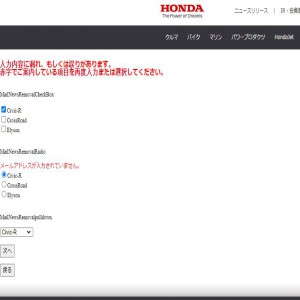 HONDA
The Power of Dreams
ニュースリリース | IR・投資
クルマ バイク マリン パワープロダクツ HondaJet
入力内容に漏れ、もしくは誤りがあります。
赤字でご案内している項目を再度入力または選択してください。
MailNewsRemovalCheckBox
Civic-R
CrossRoad
Elysion
MailNewsRemovalRadio
メールアドレスが入力されていません。
Civic-R
CrossRoad
Elysion
MailNewsRemovalpulldown
Civic-R
次へ
戻る